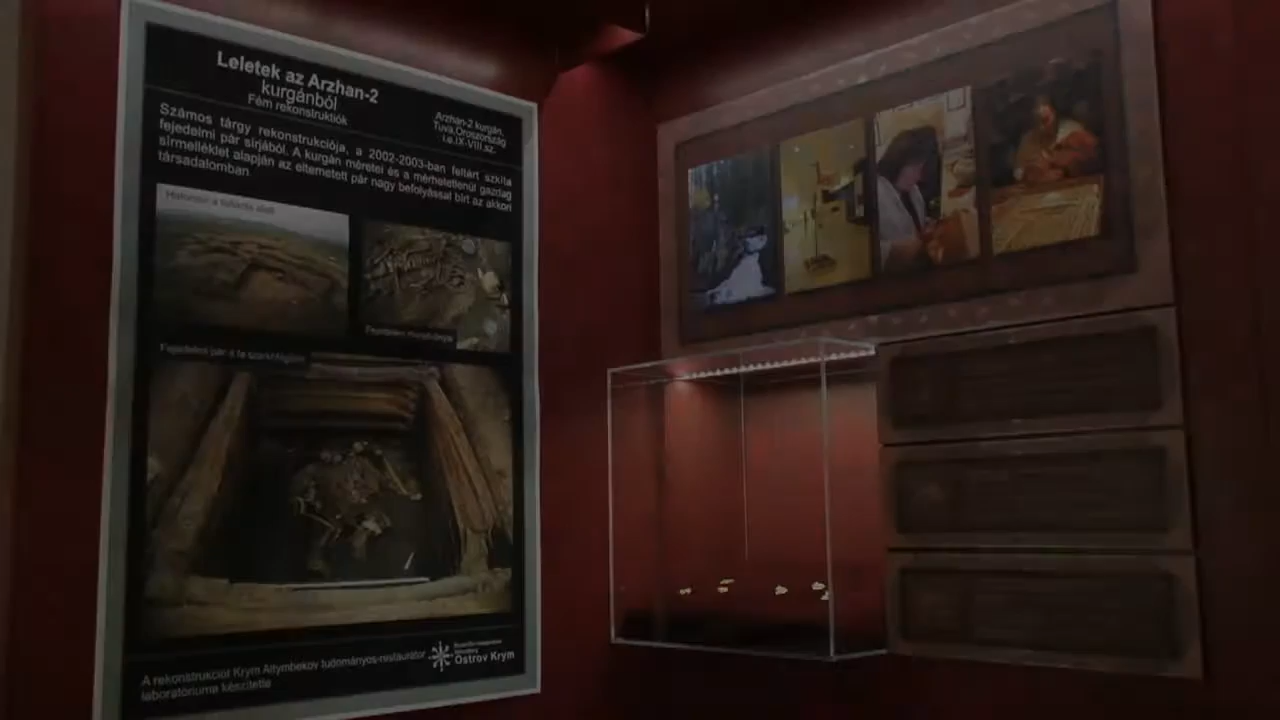 Leletek az Arzhan-2
kurgánból
Fém rekonstrukciók
Arzhan-2 kurgán,
Tuva,Oroszország
i.e.IX-VIII.sz.
Számos tárgy rekonstrukciója, a 2002-2003-ban feltárt szkíta
fejedelmi pár sírjából. A kurgán méretei és a mérhetetlenül gazdag
sírmelléklet alapján az eltemetett pár nagy befolyással bírt az akkori
társadalomban
Fejedelmi pár a fa szarkofágban
A rekonstrukciót Krym Altymbekov tudományos-restaurátor
laboratóriuma készítette
Ostrov Krym